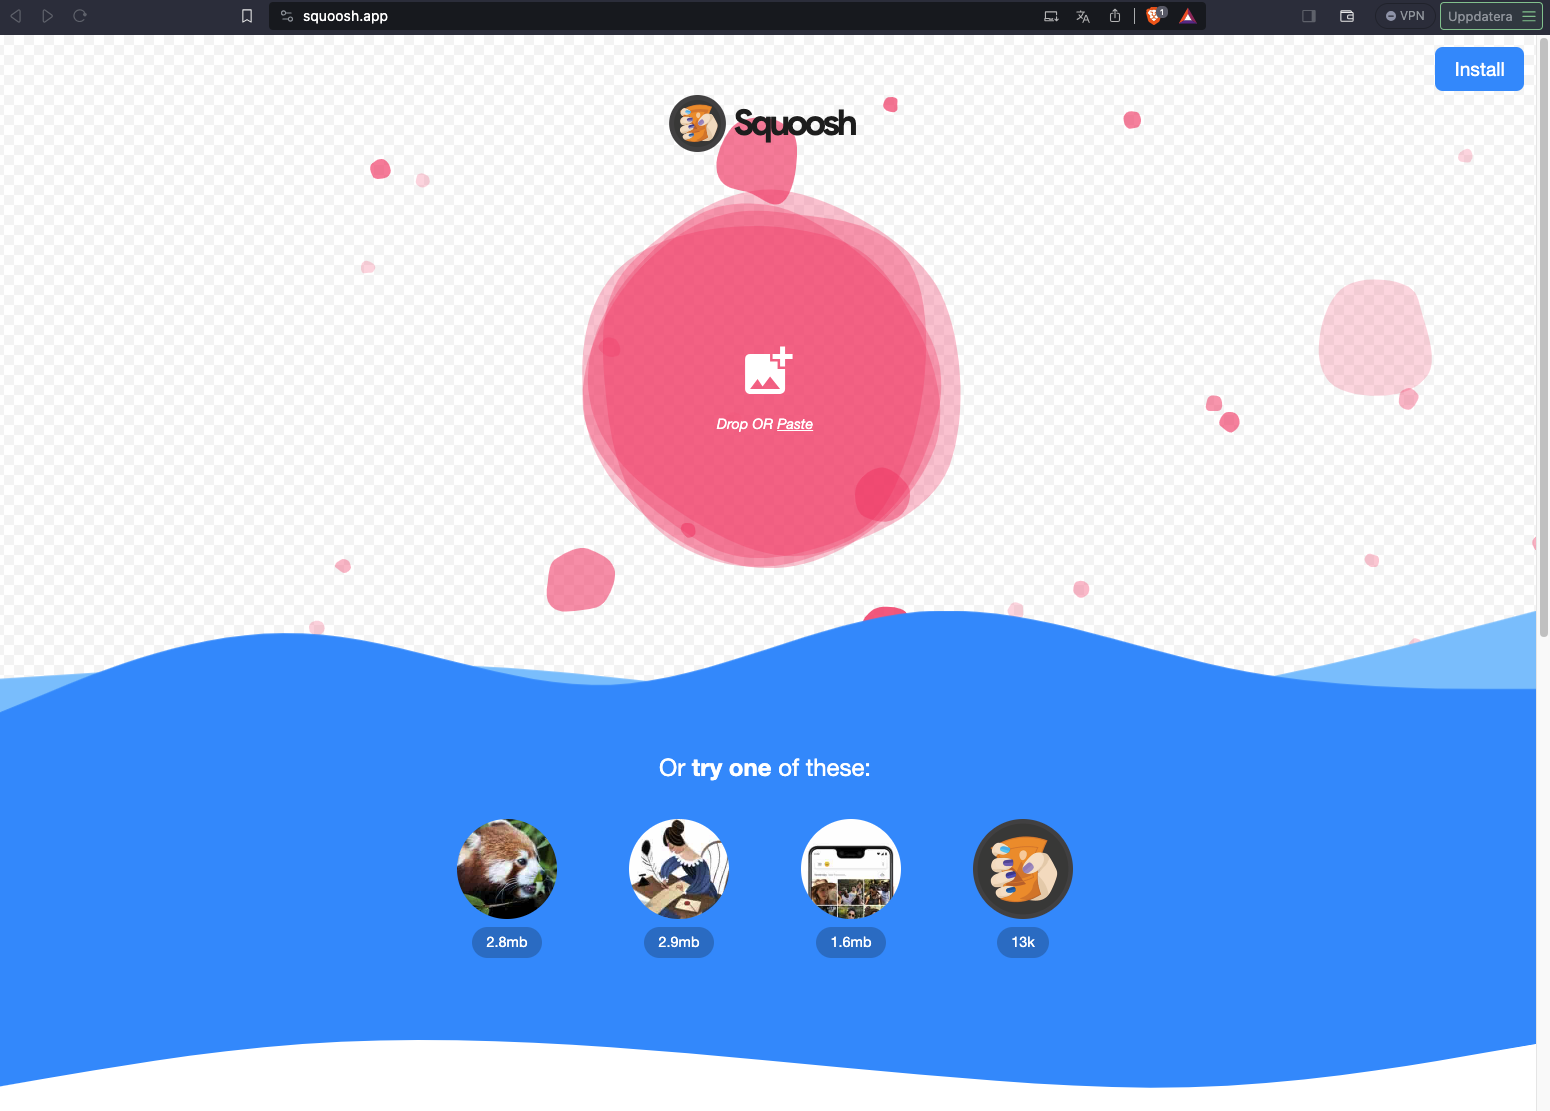 squoosh.app
1
VPN
Uppdatera
Install
Squoosh
Drop OR Paste
Or try one of these:
2.8mb
2.9mb
1.6mb
13k